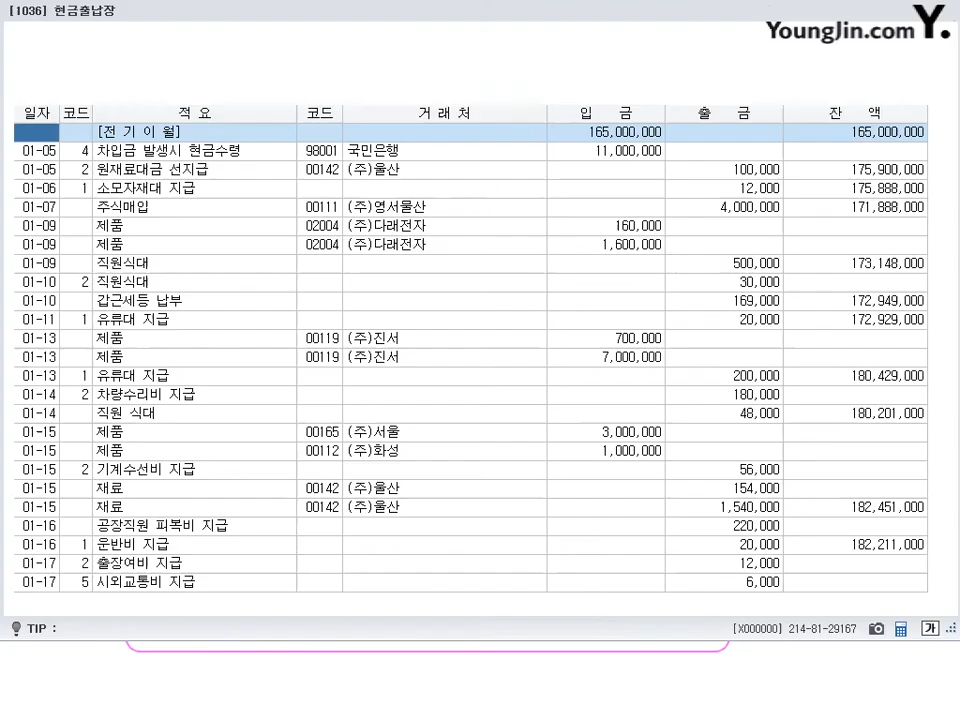 [1036] 현금출납장
YoungJin.com Y.
일자 코드 적 요 코드 거 래 처 입 금 출 금 잔 액
[전 기 이 월] 165,000,000 165,000,000
01-05 4 차입금 발생시 현금수령 98001 국민은행 11,000,000
01-05 2 원재료대금 선지급 00142 (주)울산 100,000 175,900,000
01-06 1 소모자재대 지급 12,000 175,888,000
01-07 주식매입 00111 (주)영서물산 4,000,000 171,888,000
01-09 제품 02004 (주)다래전자 160,000
01-09 제품 02004 (주)다래전자 1,600,000
01-09 직원식대 500,000 173,148,000
01-10 2 직원식대 30,000
01-10 갑근세등 납부 169,000 172,949,000
01-11 1 유류대 지급 20,000 172,929,000
01-13 제품 00119 (주)진서 700,000
01-13 제품 00119 (주)진서 7,000,000
01-13 1 유류대 지급 200,000 180,429,000
01-14 2 차량수리비 지급 180,000
01-14 직원 식대 48,000 180,201,000
01-15 제품 00165 (주)서울 3,000,000
01-15 제품 00112 (주)화성 1,000,000
01-15 2 기계수선비 지급 56,000
01-15 재료 00142 (주)울산 154,000
01-15 재료 00142 (주)울산 1,540,000 182,451,000
01-16 공장직원 피복비 지급 220,000
01-16 1 운반비 지급 20,000 182,211,000
01-17 2 출장여비 지급 12,000
01-17 5 시외교통비 지급 6,000
TIP : [X000000] 214-81-29167 가